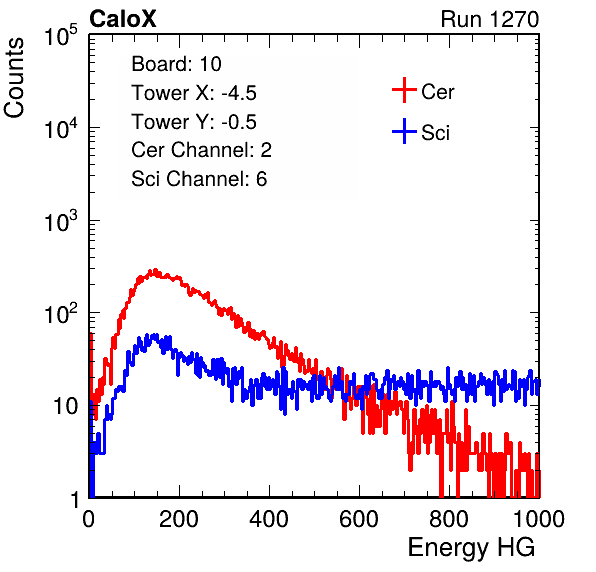 CaloX Run 1270
Counts
Board: 10
Tower X: -4.5
Tower Y: -0.5
Cer Channel: 2
Sci Channel: 6
Cer
Sci
10^5
10^4
10^3
10^2
10
1
0 200 400 600 800 1000
Energy HG